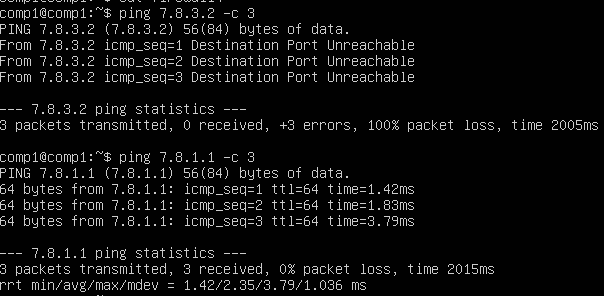 comp1@comp1:~$ ping 7.8.3.2 -c 3
PING 7.8.3.2 (7.8.3.2) 56(84) bytes of data.
From 7.8.3.2 icmp_seq=1 Destination Port Unreachable
From 7.8.3.2 icmp_seq=2 Destination Port Unreachable
From 7.8.3.2 icmp_seq=3 Destination Port Unreachable
--- 7.8.3.2 ping statistics ---
3 packets transmitted, 0 received, +3 errors, 100% packet loss, time 2005ms
comp1@comp1:~$ ping 7.8.1.1 -c 3
PING 7.8.1.1 (7.8.1.1) 56(84) bytes of data.
64 bytes from 7.8.1.1: icmp_seq=1 ttl=64 time=1.42ms
64 bytes from 7.8.1.1: icmp_seq=2 ttl=64 time=1.83ms
64 bytes from 7.8.1.1: icmp_seq=3 ttl=64 time=3.79ms
--- 7.8.1.1 ping statistics ---
3 packets transmitted, 3 received, 0% packet loss, time 2015ms
rrt min/avg/max/mdev = 1.42/2.35/3.79/1.036 ms